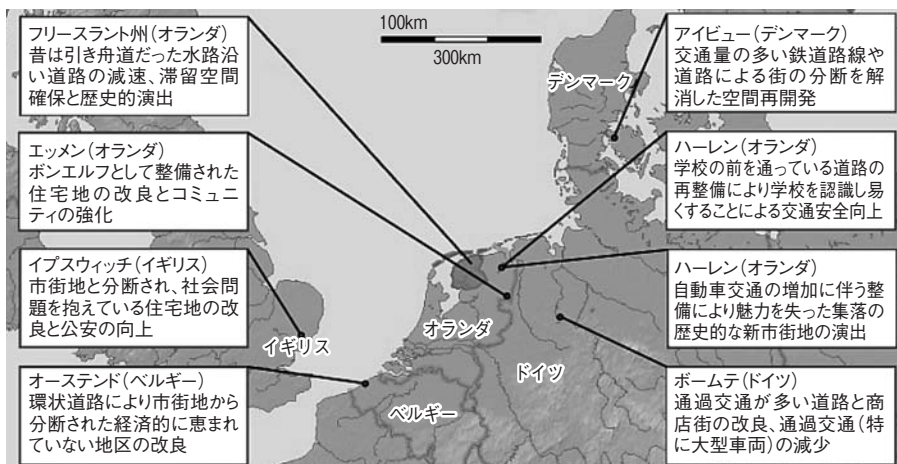 フリースラント州(オランダ)
昔は引き舟道だった水路沿
い道路の減速、滞留空間
確保と歴史的演出
エッメン(オランダ)
ボンエルフとして整備された
住宅地の改良とコミュニ
ティの強化
イプスウィッチ(イギリス)
市街地と分断され、社会問
題を抱えている住宅地の改
良と公安の向上
オーステンド(ベルギー)
環状道路により市街地から
分断された経済的に恵まれ
ていない地区の改良
100km
300km
デンマーク
オランダ
イギリス
ドイツ
ベルギー
アイビュー(デンマーク)
交通量の多い鉄道路線や
道路による街の分断を解
消した空間再開発
ハーレン(オランダ)
学校の前を通っている道路の
再整備により学校を認識し易
くすることによる交通安全向上
ハーレン(オランダ)
自動車交通の増加に伴う整
備により魅力を失った集落の
歴史的な新市街地の演出
ボームテ(ドイツ)
通過交通が多い道路と商
店街の改良、通過交通(特
に大型車両)の減少